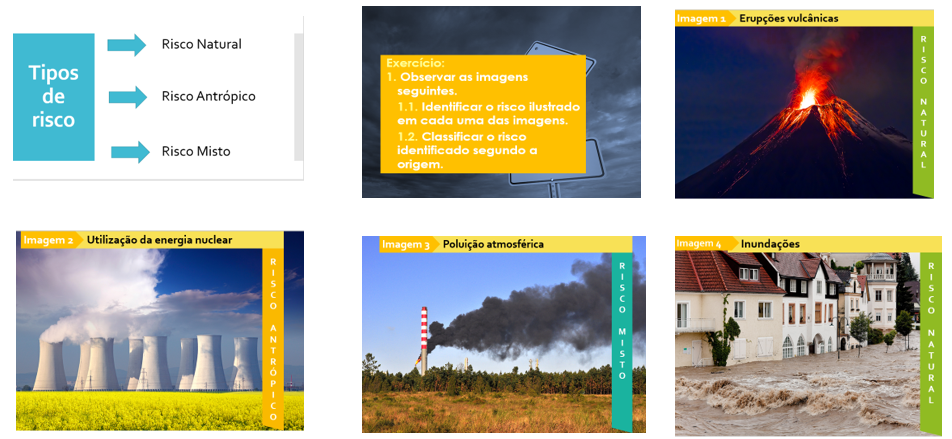 Tipos
de
risco
Risco Natural
Risco Antrópico
Risco Misto
Exercício:
1. Observar as imagens
seguintes.
1.1. Identificar o risco ilustrado
em cada uma das imagens.
1.2. Classificar o risco
identificado segundo a
origem.
Imagem 1 Erupções vulcânicas
RISCO NATURAL
Imagem 2 Utilização da energia nuclear
RISCO ANTRÓPICO
Imagem 3 Poluição atmosférica
RISCO MISTO
Imagem 4 Inundações
RISCO NATURAL